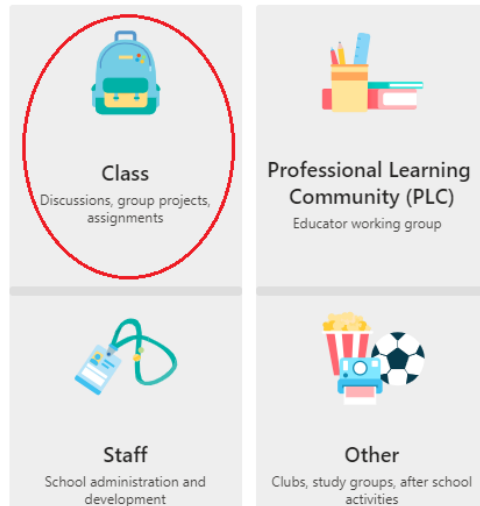 Class
Discussions, group projects,
assignments
Professional Learning
Community (PLC)
Educator working group
Staff
School administration and
development
Other
Clubs, study groups, after school
activities